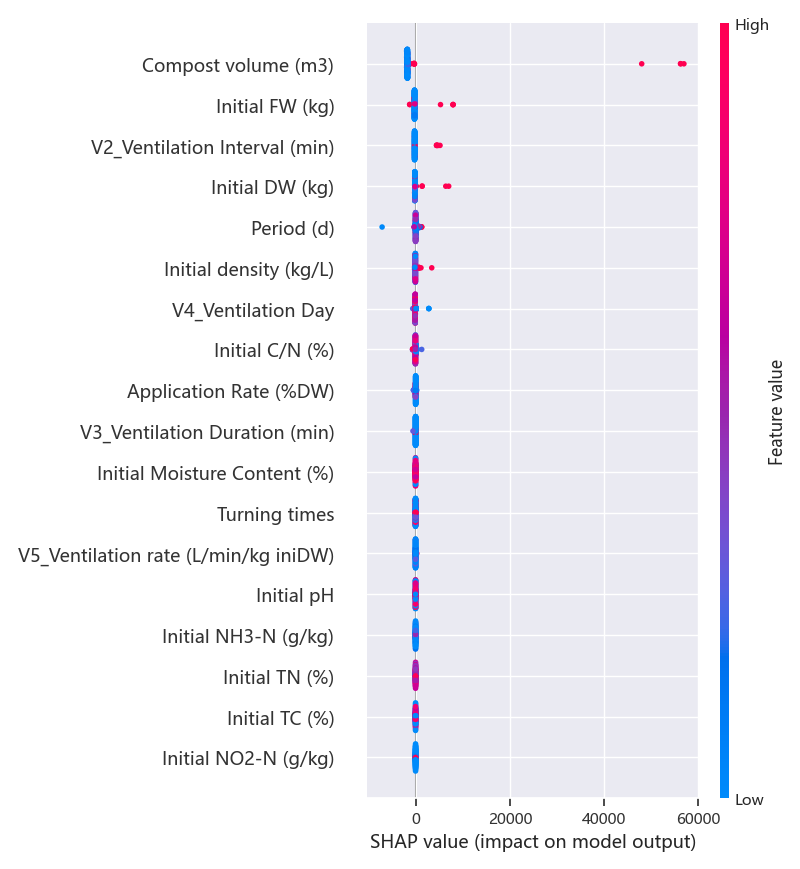 High
Compost volume (m3)
Initial FW (kg)
V2_Ventilation Interval (min)
Initial DW (kg)
Period (d)
Initial density (kg/L)
V4_Ventilation Day
Initial C/N (%)
Application Rate (%DW)
V3_Ventilation Duration (min)
Initial Moisture Content (%)
Turning times
V5_Ventilation rate (L/min/kg iniDW)
Initial pH
Initial NH3-N (g/kg)
Initial TN (%)
Initial TC (%)
Initial NO2-N (g/kg)
Feature value
Low
0 20000 40000 60000
SHAP value (impact on model output)